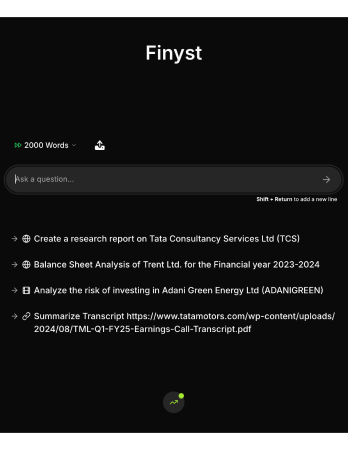 Finyst
2000 Words
Ask a question...
Shift + Return to add a new line
Create a research report on Tata Consultancy Services Ltd (TCS)
Balance Sheet Analysis of Trent Ltd. for the Financial year 2023-2024
Analyze the risk of investing in Adani Green Energy Ltd (ADANIGREEN)
Summarize Transcript https://www.tatamotors.com/wp-content/uploads/
2024/08/TML-Q1-FY25-Earnings-Call-Transcript.pdf